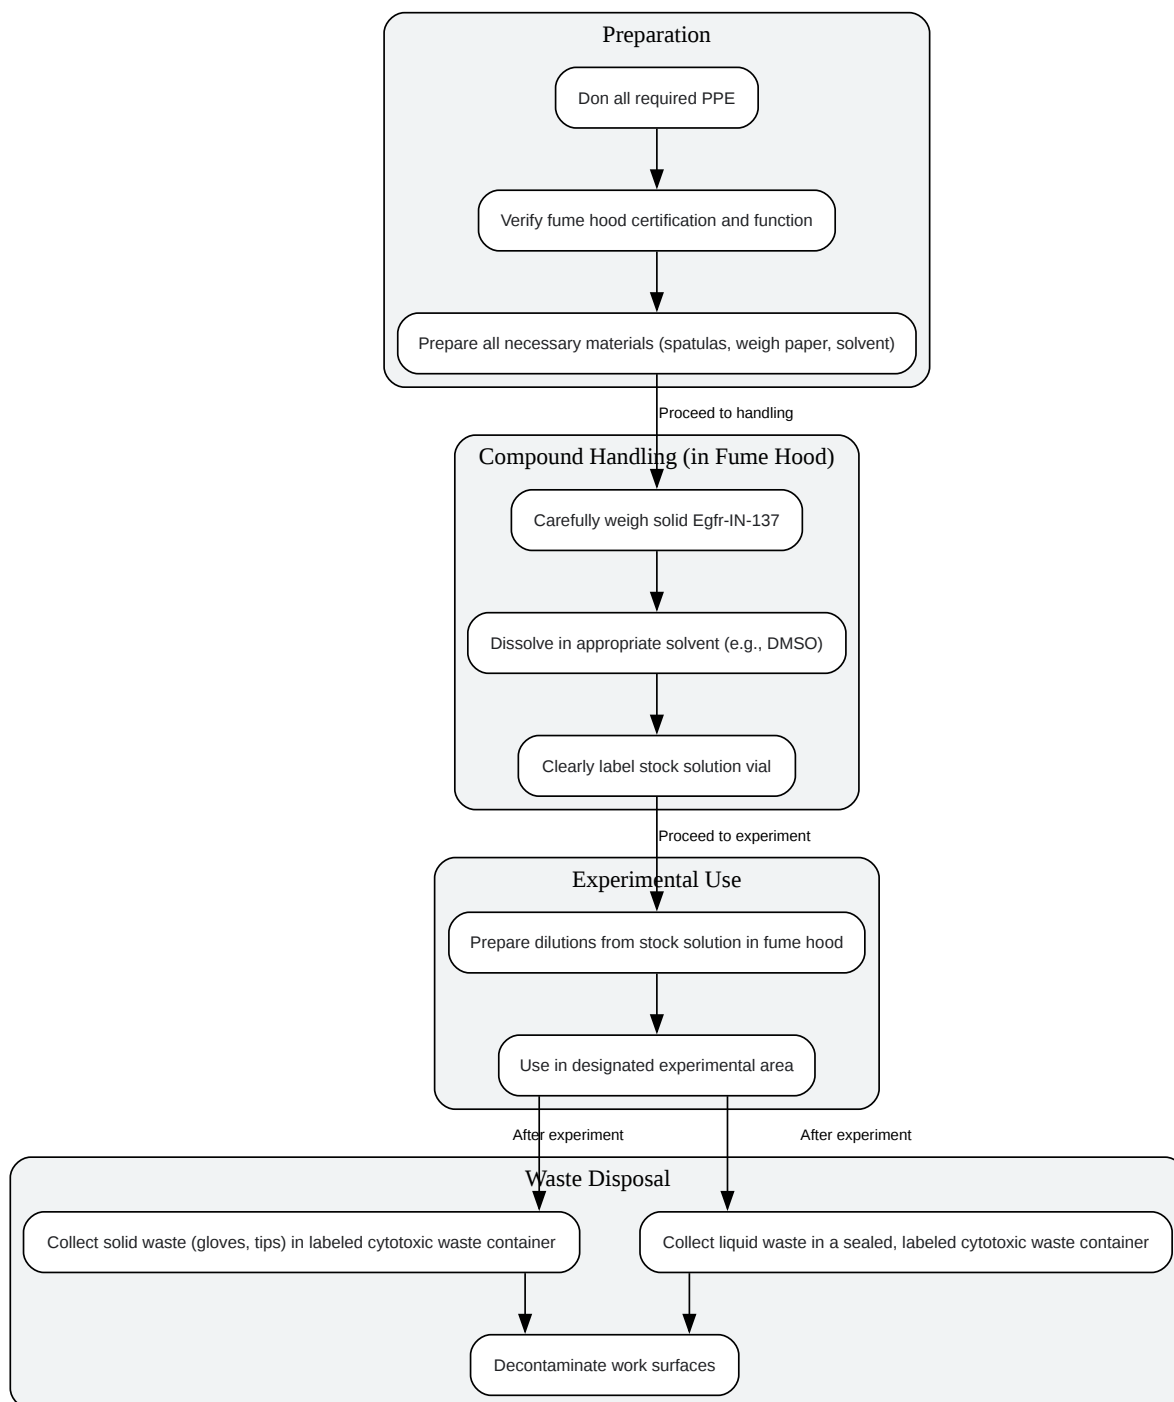 Preparation
Don all required PPE
Verify fume hood certification and function
Prepare all necessary materials (spatulas, weigh paper, solvent)
Proceed to handling
Compound Handling (in Fume Hood)
Carefully weigh solid Egfr-IN-137
Dissolve in appropriate solvent (e.g., DMSO)
Clearly label stock solution vial
Proceed to experiment
Experimental Use
Prepare dilutions from stock solution in fume hood
Use in designated experimental area
After experiment
After experiment
Waste Disposal
Collect solid waste (gloves, tips) in labeled cytotoxic waste container
Collect liquid waste in a sealed, labeled cytotoxic waste container
Decontaminate work surfaces